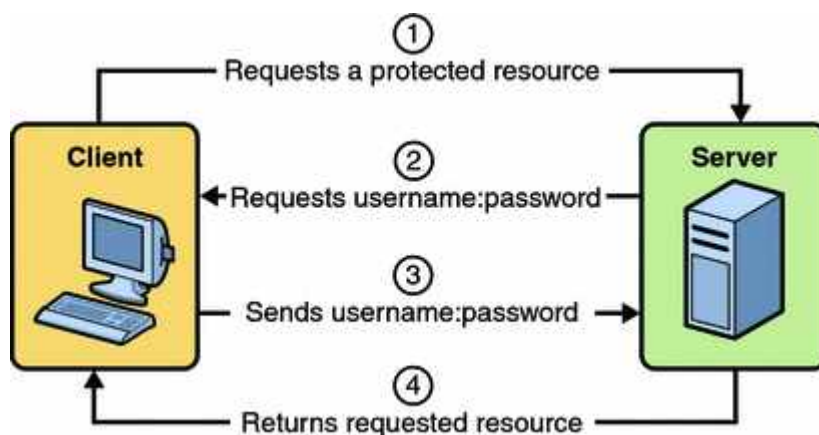 1
Requests a protected resource
Client
Server
2
Requests username:password
3
Sends username:password
4
Returns requested resource